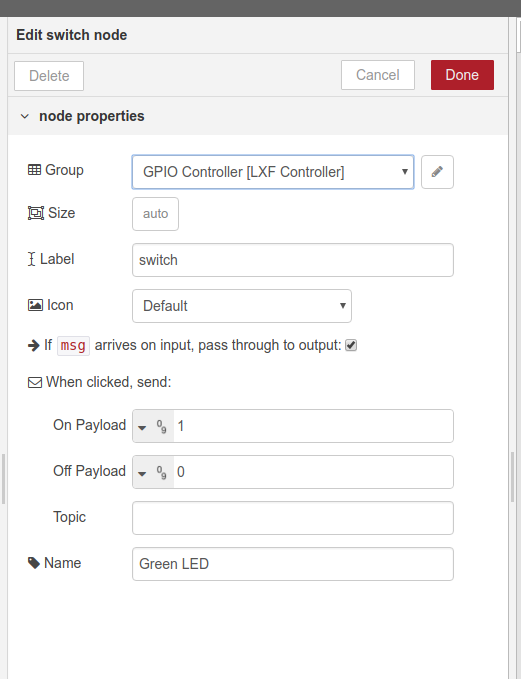 Edit switch node
Delete Cancel Done
node properties
Group GPIO Controller [LXF Controller]
Size auto
Label switch
Icon Default
If msg arrives on input, pass through to output:
When clicked, send:
On Payload 09 1
Off Payload 09 0
Topic
Name Green LED